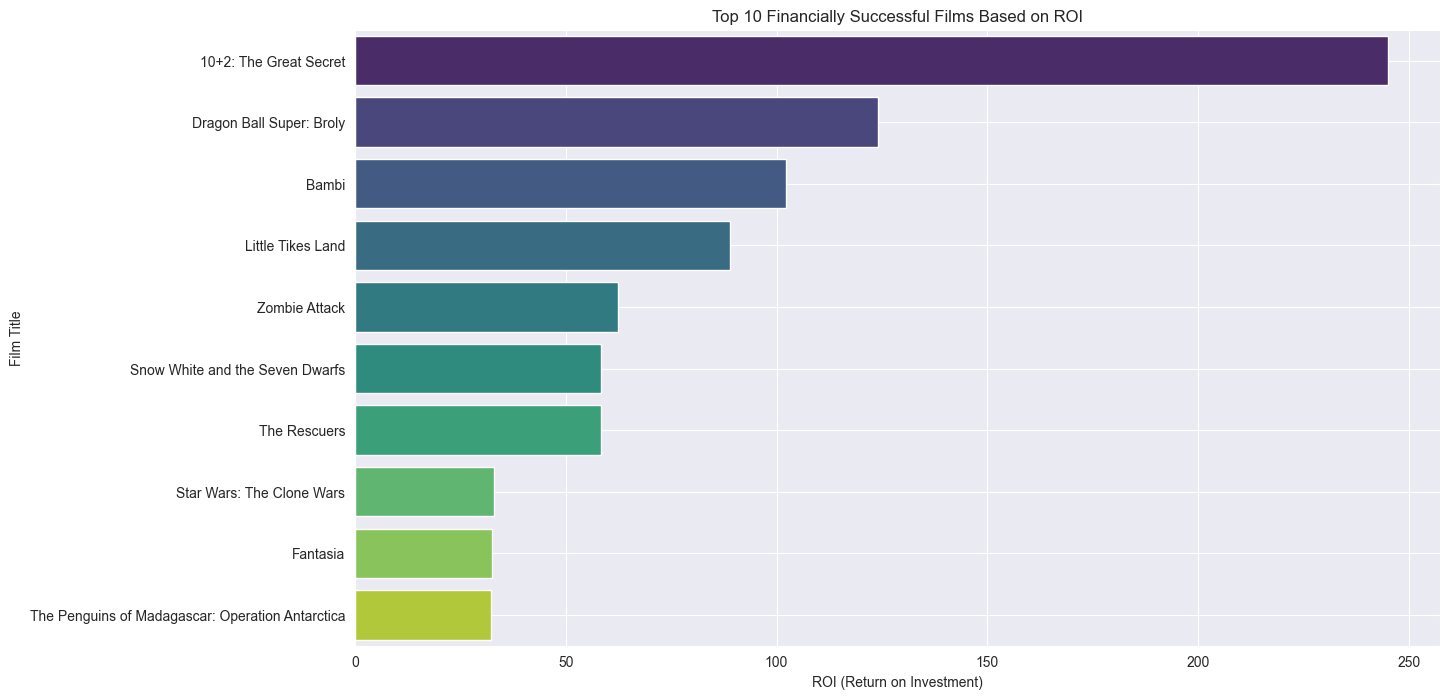 Top 10 Financially Successful Films Based on ROI
Film Title
10+2: The Great Secret
Dragon Ball Super: Broly
Bambi
Little Tikes Land
Zombie Attack
Snow White and the Seven Dwarfs
The Rescuers
Star Wars: The Clone Wars
Fantasia
The Penguins of Madagascar: Operation Antarctica
0 50 100 150 200 250
ROI (Return on Investment)